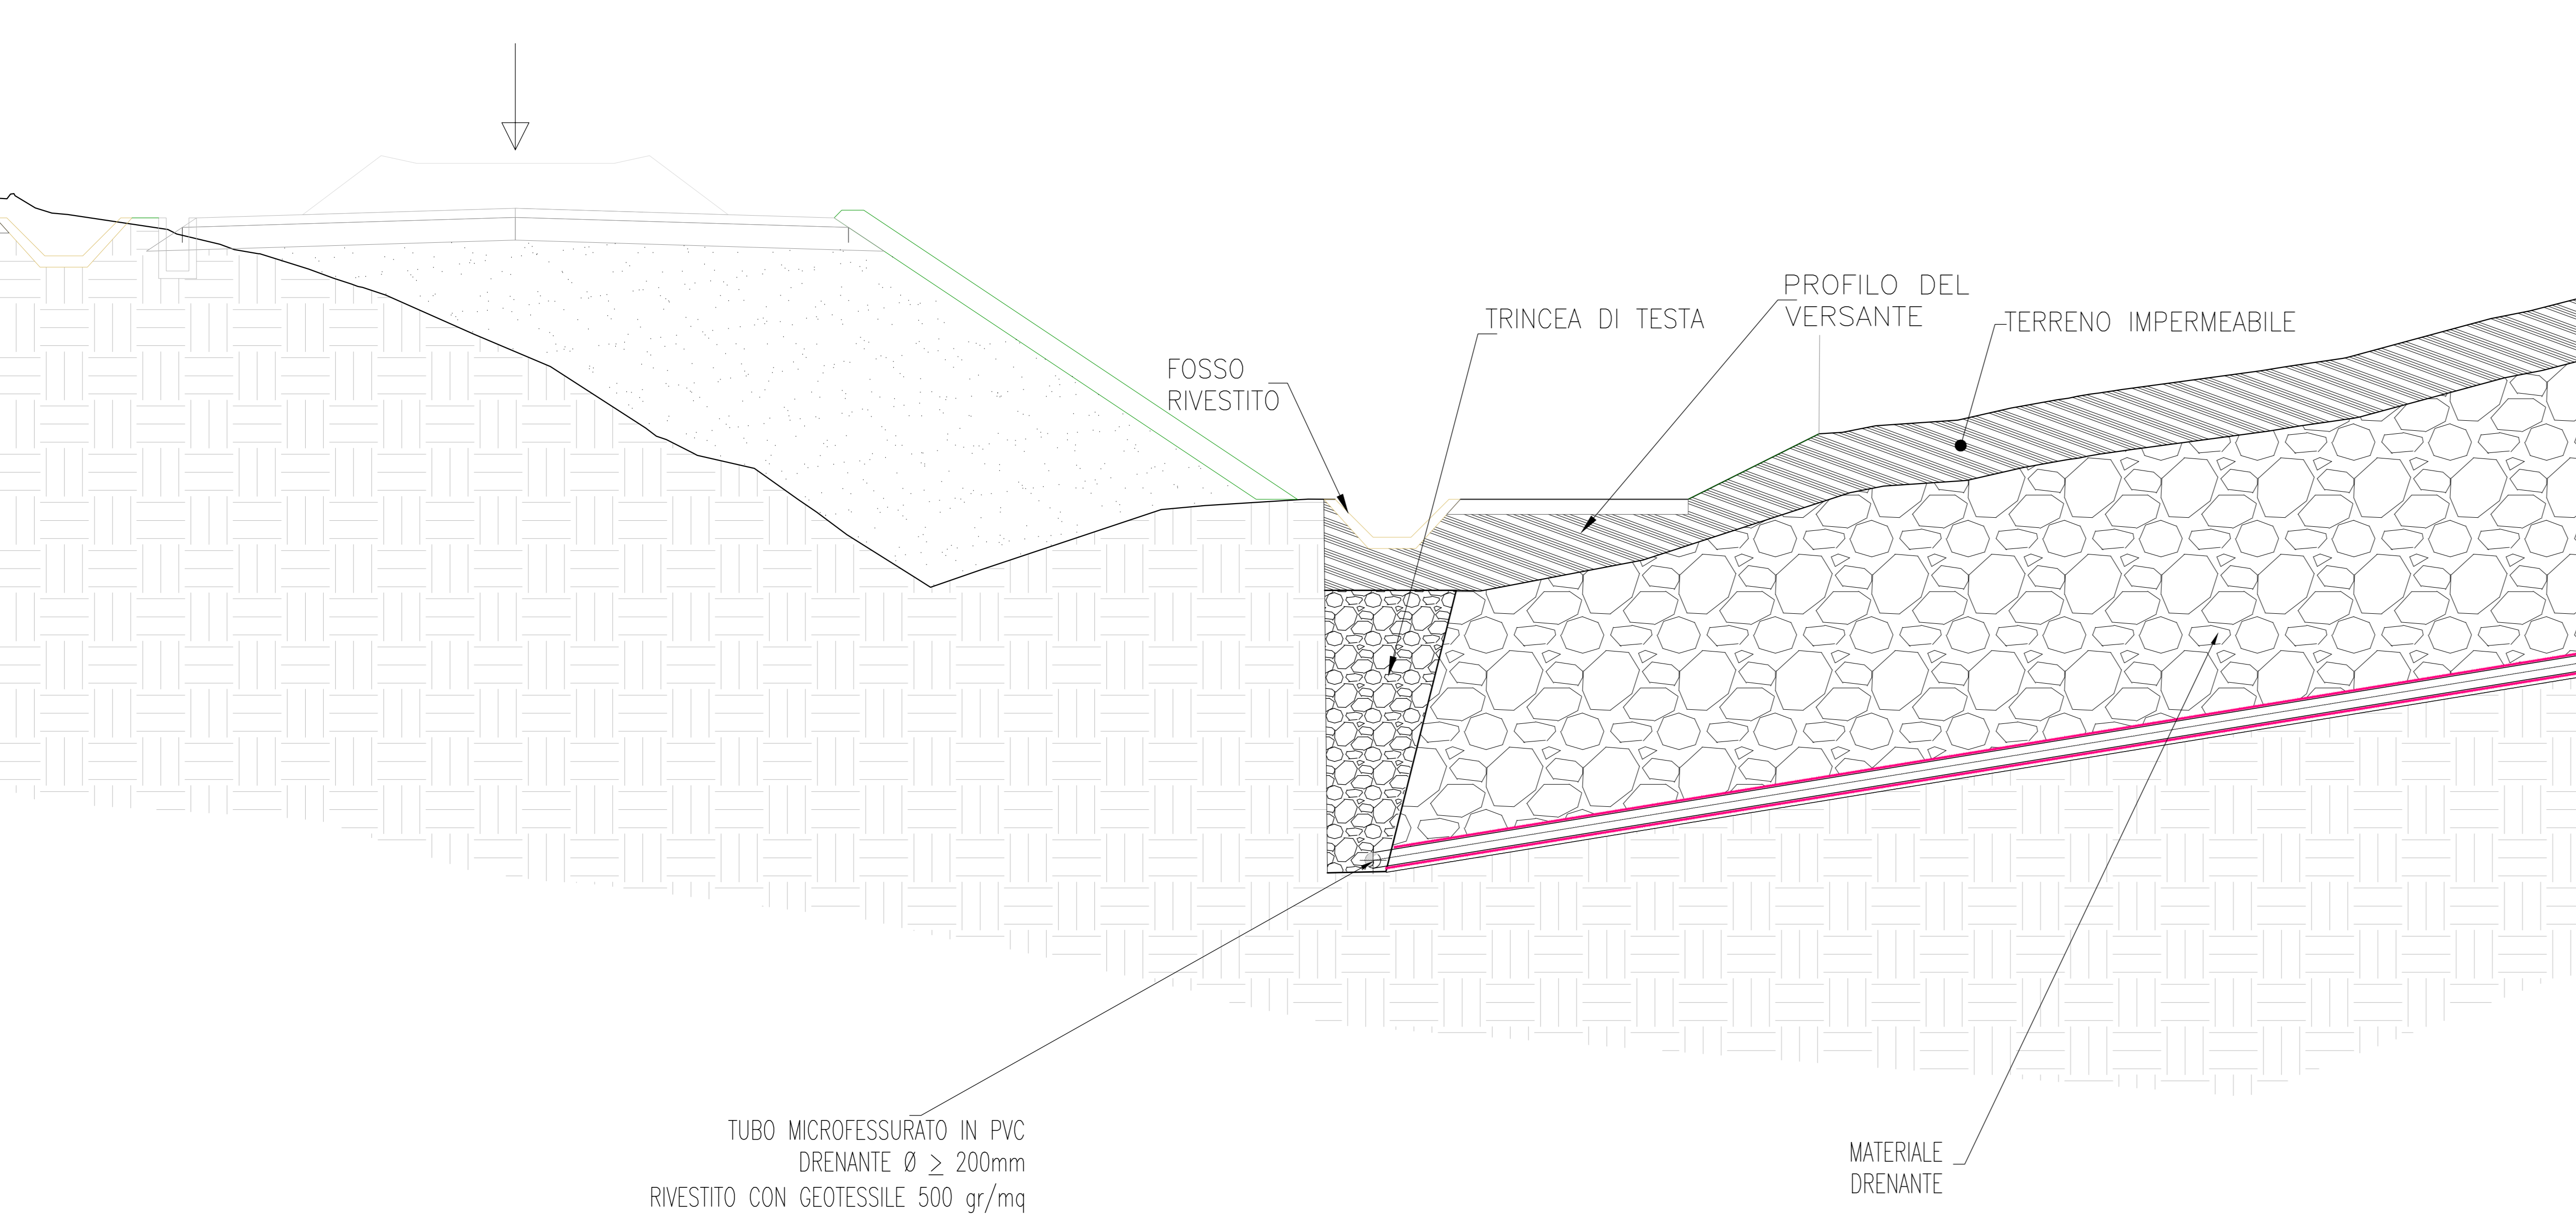 PROFILO DEL
VERSANTE
TRINCEA DI TESTA
TERRENO IMPERMEABILE
FOSSO
RIVESTITO
TUBO MICROFESSURATO IN PVC
DRENANTE Ø ≥ 200mm
RIVESTITO CON GEOTESSILE 500 gr/mq
MATERIALE
DRENANTE